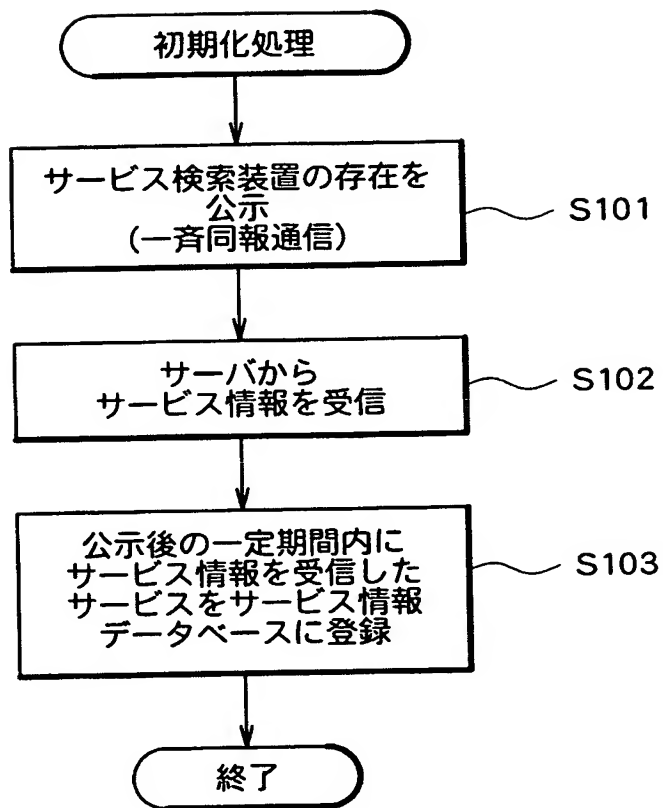 初期化処理
サービス検索装置の存在を
公示
(一斉同報通信)
S101
サーバから
サービス情報を受信
S102
公示後の一定期間内に
サービス情報を受信した
サービスをサービス情報
データベースに登録
S103
終了